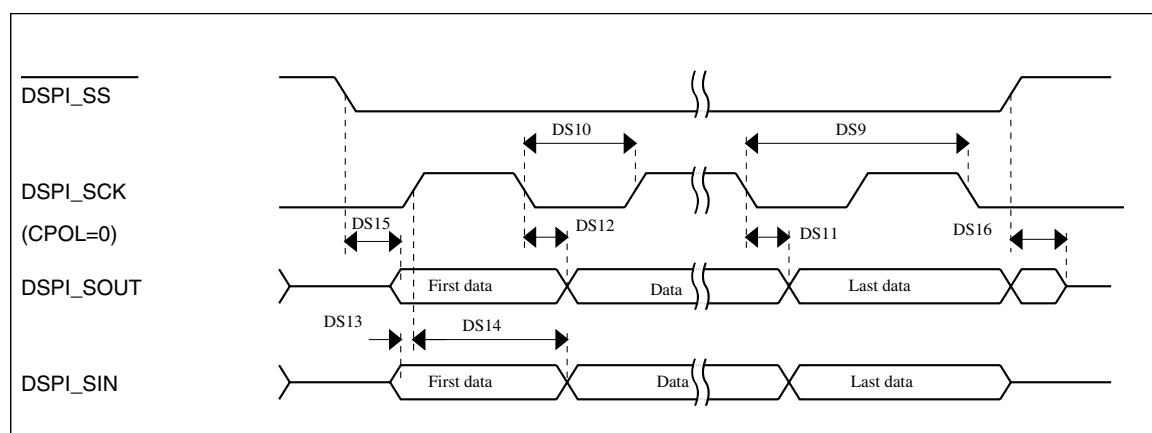 DSPI_SS
DS10
DS9
DSPI_SCK
(CPOL=0)
DS15
DS12
DS11
DS16
DSPI_SOUT
First data
Data
Last data
DS13
DS14
DSPI_SIN
First data
Data
Last data